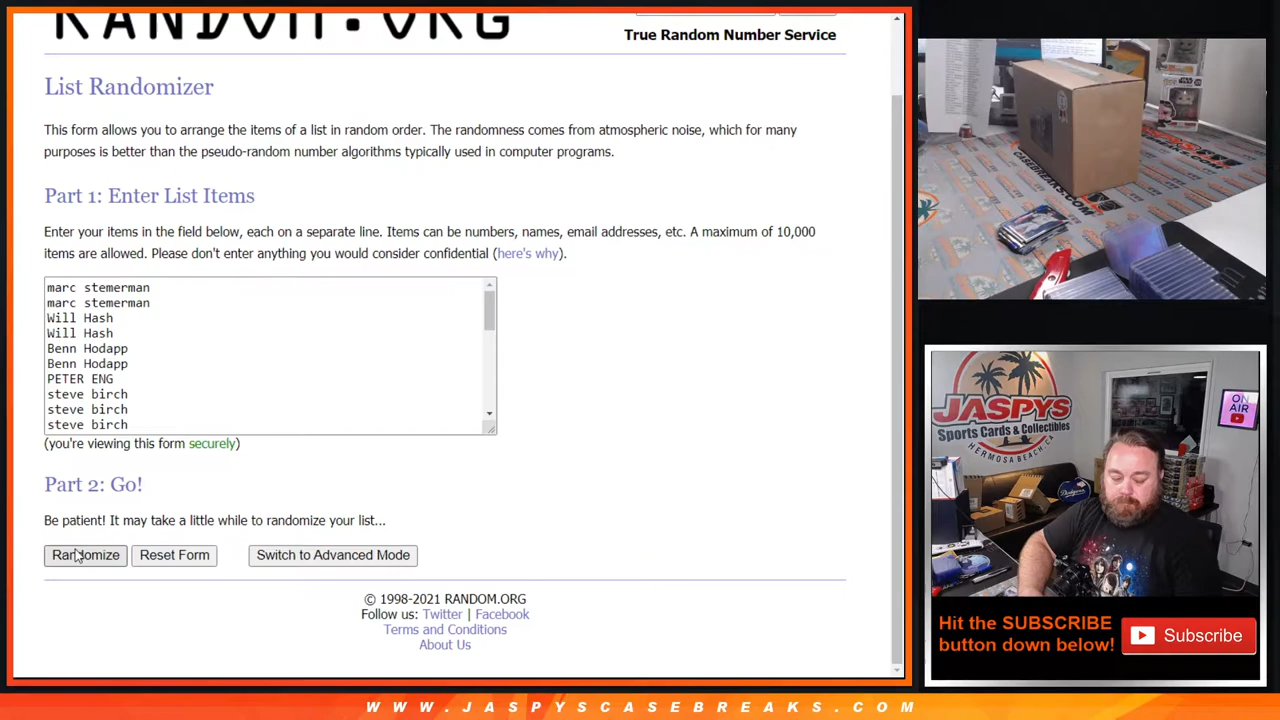 RANDOM.ORG
True Random Number Service
List Randomizer
This form allows you to arrange the items of a list in random order. The randomness comes from atmospheric noise, which for many
purposes is better than the pseudo-random number algorithms typically used in computer programs.
Part 1: Enter List Items
Enter your items in the field below, each on a separate line. Items can be numbers, names, email addresses, etc. A maximum of 10,000
items are allowed. Please don't enter anything you would consider confidential (here's why).
marc stemerman
marc stemerman
Will Hash
Will Hash
Benn Hodapp
Benn Hodapp
PETER ENG
steve birch
steve birch
steve birch
(you're viewing this form securely)
Part 2: Go!
Be patient! It may take a little while to randomize your list...
Randomize
Reset Form
Switch to Advanced Mode
© 1998-2021 RANDOM.ORG
Follow us: Twitter | Facebook
Terms and Conditions
About Us
JASPYS
Sports Cards & Collectibles
HERMOSA BEACH, CA
ON
AIR
Dodgers
Hit the SUBSCRIBE
button down below!
Subscribe
WWW.JASPYSCASEBREAKS.COM